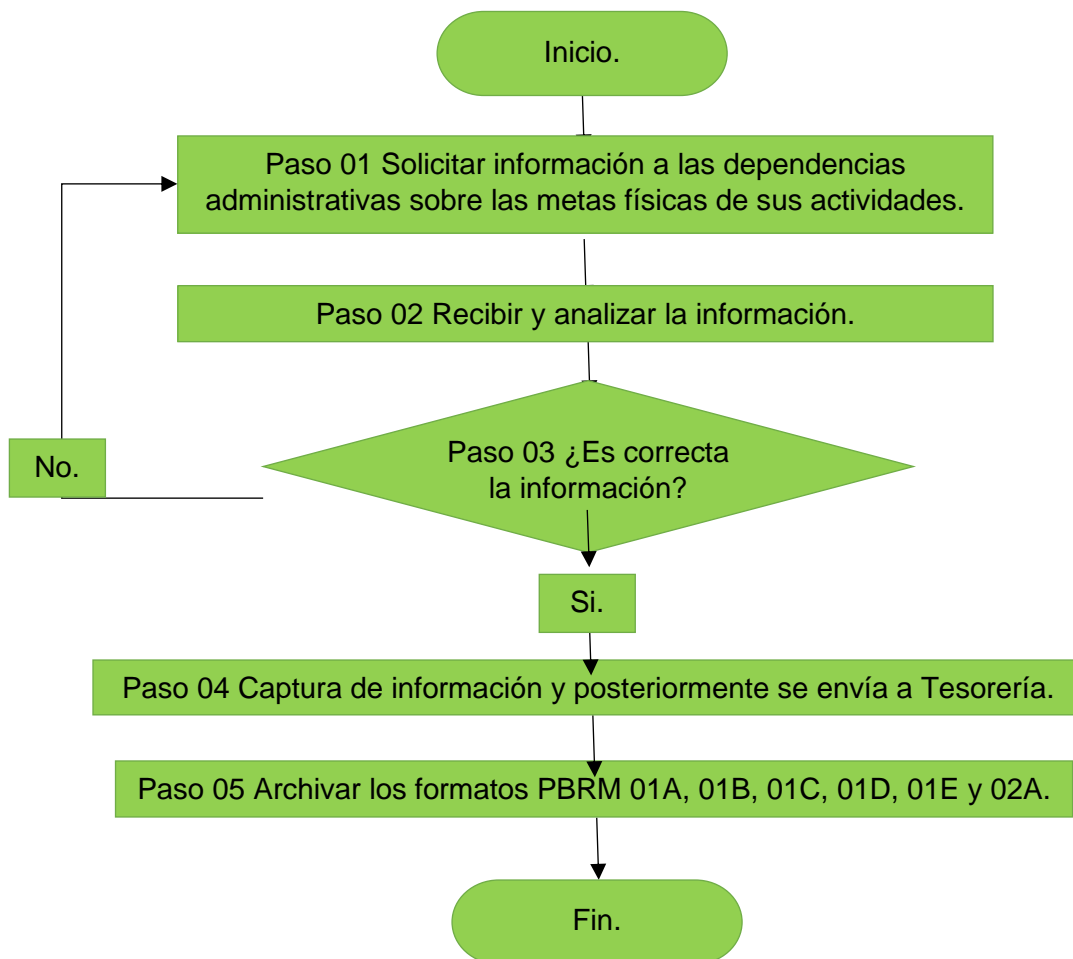 Inicio.
Paso 01 Solicitar información a las dependencias
administrativas sobre las metas físicas de sus actividades.
Paso 02 Recibir y analizar la información.
Paso 03 ¿Es correcta
la información?
No.
Si.
Paso 04 Captura de información y posteriormente se envía a Tesorería.
Paso 05 Archivar los formatos PBRM 01A, 01B, 01C, 01D, 01E y 02A.
Fin.